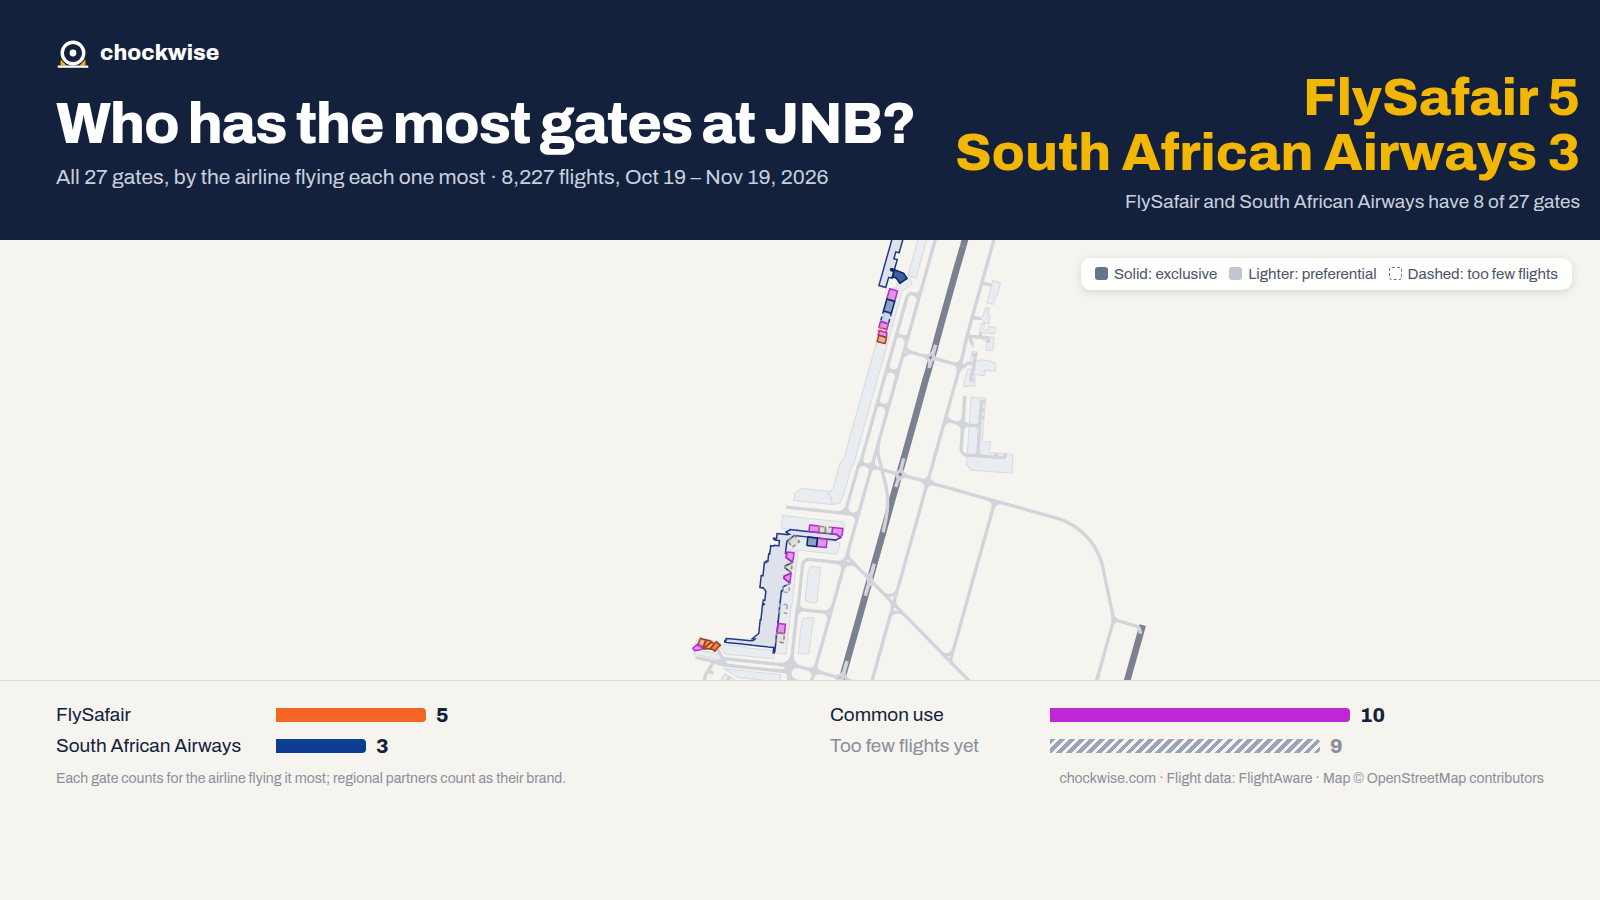 chockwise
Who has the most gates at JNB?
All 27 gates, by the airline flying each one most · 8,227 flights, Oct 19 – Nov 19, 2026
FlySafair 5
South African Airways 3
FlySafair and South African Airways have 8 of 27 gates
Solid: exclusive
Lighter: preferential
Dashed: too few flights
FlySafair 5
South African Airways 3
Common use 10
Too few flights yet 9
Each gate counts for the airline flying it most; regional partners count as their brand.
chockwise.com · Flight data: FlightAware · Map © OpenStreetMap contributors